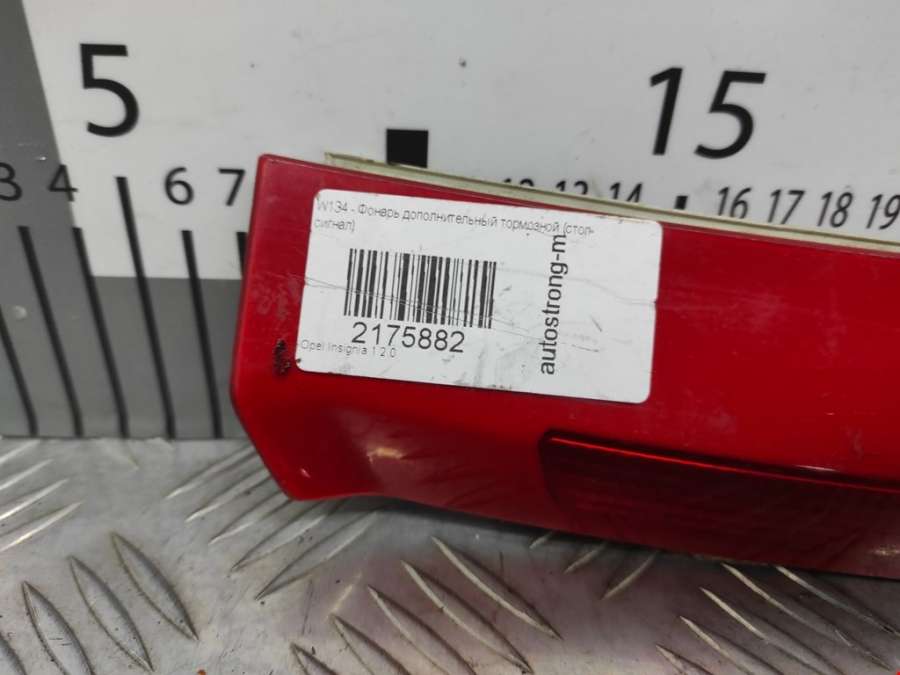 5
15
3 4 6 7 12 13 14 16 17 18 19
W134 - Фонарь дополнительный тормозной (стоп-
сигнал)
2175882
Opel Insignia 1 2.0
autostrong-m